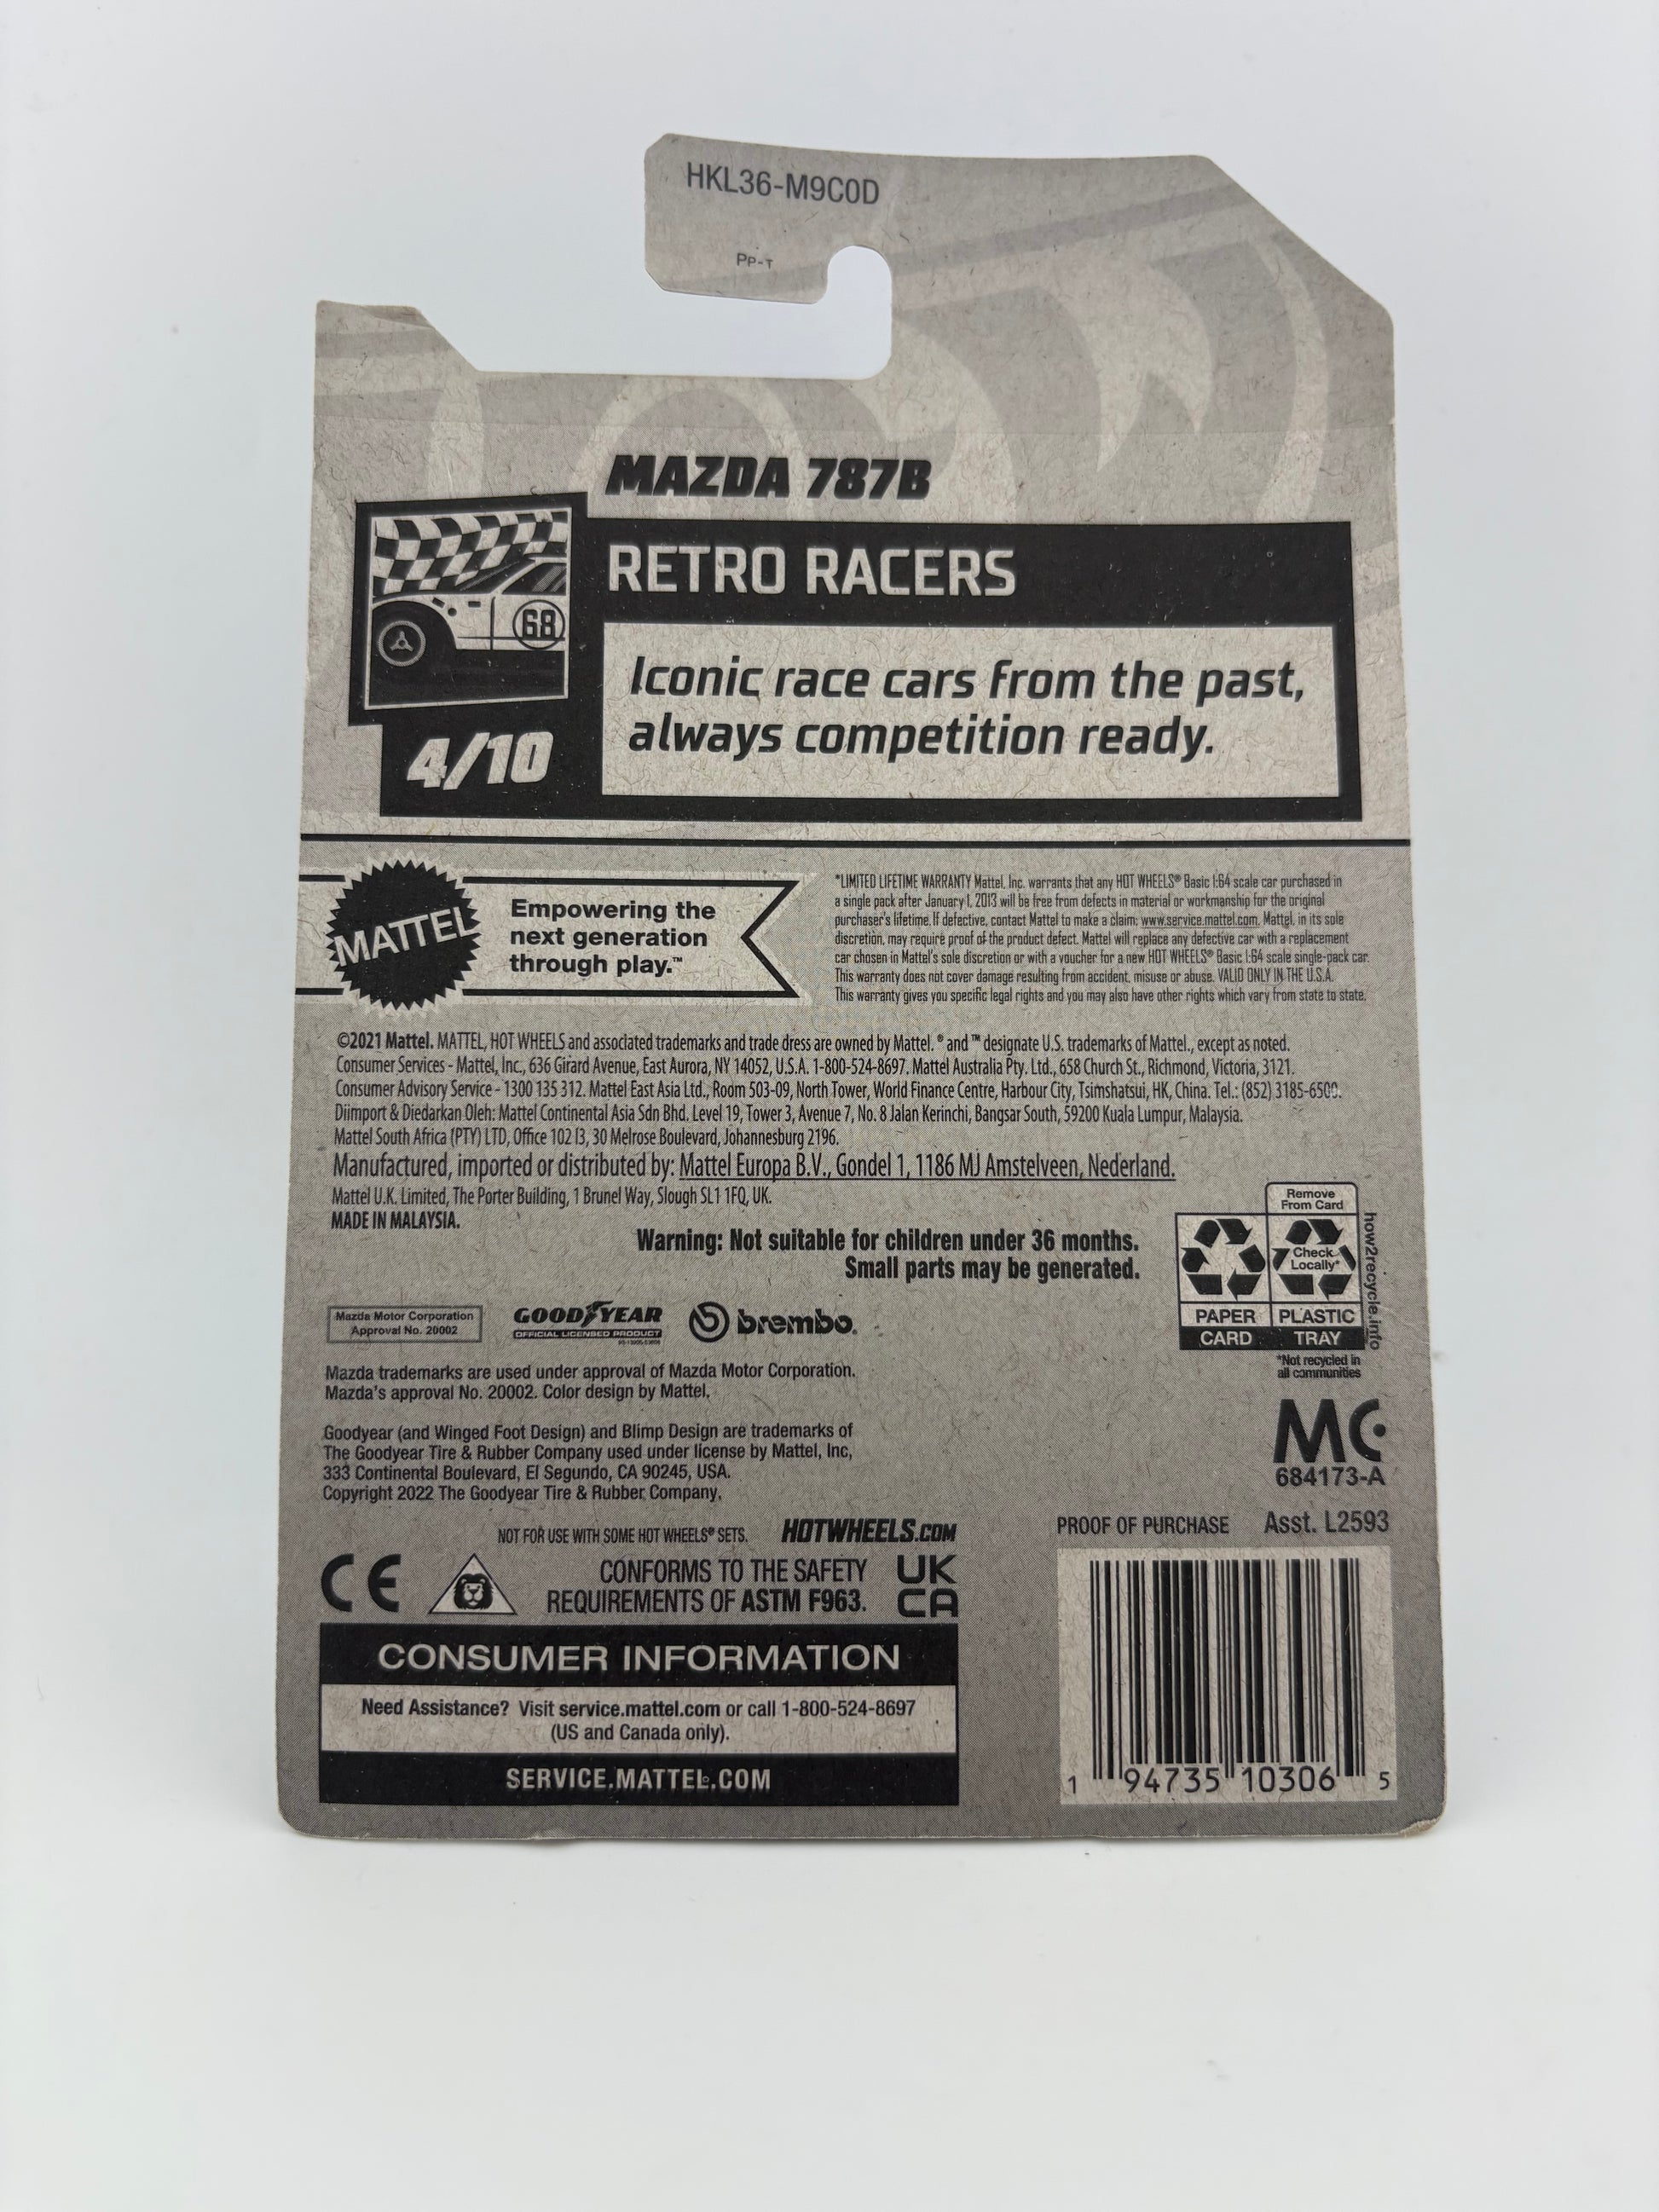 HKL36-M9C0D
PP-T
MAZDA 787B
RETRO RACERS
68
Iconic race cars from the past,
always competition ready.
4/10
MATTEL
Empowering the
next generation
through play.™
*LIMITED LIFETIME WARRANTY Mattel, Inc. warrants that any HOT WHEELS® Basic 1:64 scale car purchased in
a single pack after January 1, 2013 will be free from defects in material or workmanship for the original
purchaser's lifetime. If defective, contact Mattel to make a claim: www.service.mattel.com. Mattel, in its sole
discretion, may require proof of the product defect. Mattel will replace any defective car with a replacement
car chosen in Mattel's sole discretion or with a voucher for a new HOT WHEELS® Basic 1:64 scale single-pack car.
This warranty does not cover damage resulting from accident, misuse or abuse. VALID ONLY IN THE U.S.A.
This warranty gives you specific legal rights and you may also have other rights which vary from state to state.
©2021 Mattel. MATTEL, HOT WHEELS and associated trademarks and trade dress are owned by Mattel. ® and ™ designate U.S. trademarks of Mattel., except as noted.
Consumer Services - Mattel, Inc., 636 Girard Avenue, East Aurora, NY 14052, U.S.A. 1-800-524-8697. Mattel Australia Pty. Ltd., 658 Church St., Richmond, Victoria, 3121.
Consumer Advisory Service - 1300 135 312. Mattel East Asia Ltd., Room 503-09, North Tower, World Finance Centre, Harbour City, Tsimshatsui, HK, China. Tel.: (852) 3185-6500.
Diimport & Diedarkan Oleh: Mattel Continental Asia Sdn Bhd. Level 19, Tower 3, Avenue 7, No. 8 Jalan Kerinchi, Bangsar South, 59200 Kuala Lumpur, Malaysia.
Mattel South Africa (PTY) LTD, Office 102 I3, 30 Melrose Boulevard, Johannesburg 2196.
Manufactured, imported or distributed by: Mattel Europa B.V., Gondel 1, 1186 MJ Amstelveen, Nederland.
Mattel U.K. Limited, The Porter Building, 1 Brunel Way, Slough SL1 1FQ, UK.
MADE IN MALAYSIA.
Warning: Not suitable for children under 36 months.
Small parts may be generated.
Remove
From Card
Check
Locally*
PAPER PLASTIC
CARD TRAY
how2recycle.info
*Not recycled in
all communities
Mazda Motor Corporation
Approval No. 20002
GOODYEAR
OFFICIAL LICENSED PRODUCT
brembo.
Mazda trademarks are used under approval of Mazda Motor Corporation.
Mazda's approval No. 20002. Color design by Mattel,
Goodyear (and Winged Foot Design) and Blimp Design are trademarks of
The Goodyear Tire & Rubber Company used under license by Mattel, Inc,
333 Continental Boulevard, El Segundo, CA 90245, USA.
Copyright 2022 The Goodyear Tire & Rubber Company,
MC
684173-A
NOT FOR USE WITH SOME HOT WHEELS® SETS. HOTWHEELS.COM
CE
CONFORMS TO THE SAFETY
REQUIREMENTS OF ASTM F963.
UK
CA
PROOF OF PURCHASE Asst. L2593
CONSUMER INFORMATION
Need Assistance? Visit service.mattel.com or call 1-800-524-8697
(US and Canada only).
SERVICE.MATTEL.COM
1 94735 10306 5